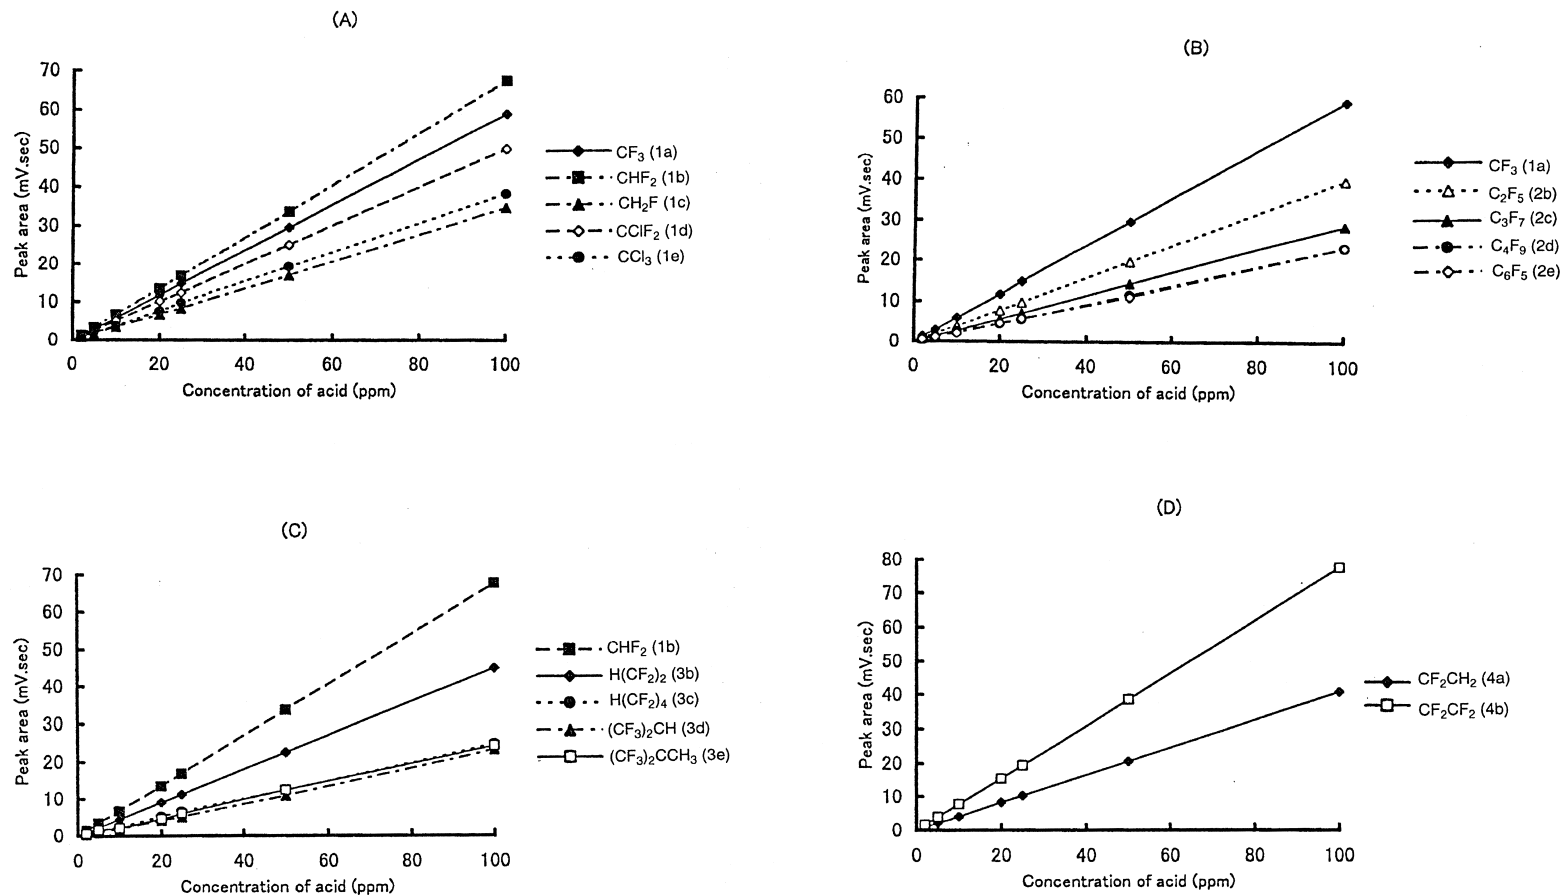 (A)
70
60
50
40
30
20
10
0
Peak area (mV.sec)
0 20 40 60 80 100
Concentration of acid (ppm)
CF₃ (1a)
CHF₂ (1b)
CH₂F (1c)
CClF₂ (1d)
CCl₃ (1e)
(B)
60
50
40
30
20
10
0
Peak area (mV.sec)
0 20 40 60 80 100
Concentration of acid (ppm)
CF₃ (1a)
C₂F₅ (2b)
C₃F₇ (2c)
C₄F₉ (2d)
C₆F₅ (2e)
(C)
70
60
50
40
30
20
10
0
Peak area (mV.sec)
0 20 40 60 80 100
Concentration of acid (ppm)
CHF₂ (1b)
H(CF₂)₂ (3b)
H(CF₂)₄ (3c)
(CF₃)₂CH (3d)
(CF₃)₂CCH₃ (3e)
(D)
80
70
60
50
40
30
20
10
0
Peak area (mV.sec)
0 20 40 60 80 100
Concentration of acid (ppm)
CF₂CH₂ (4a)
CF₂CF₂ (4b)